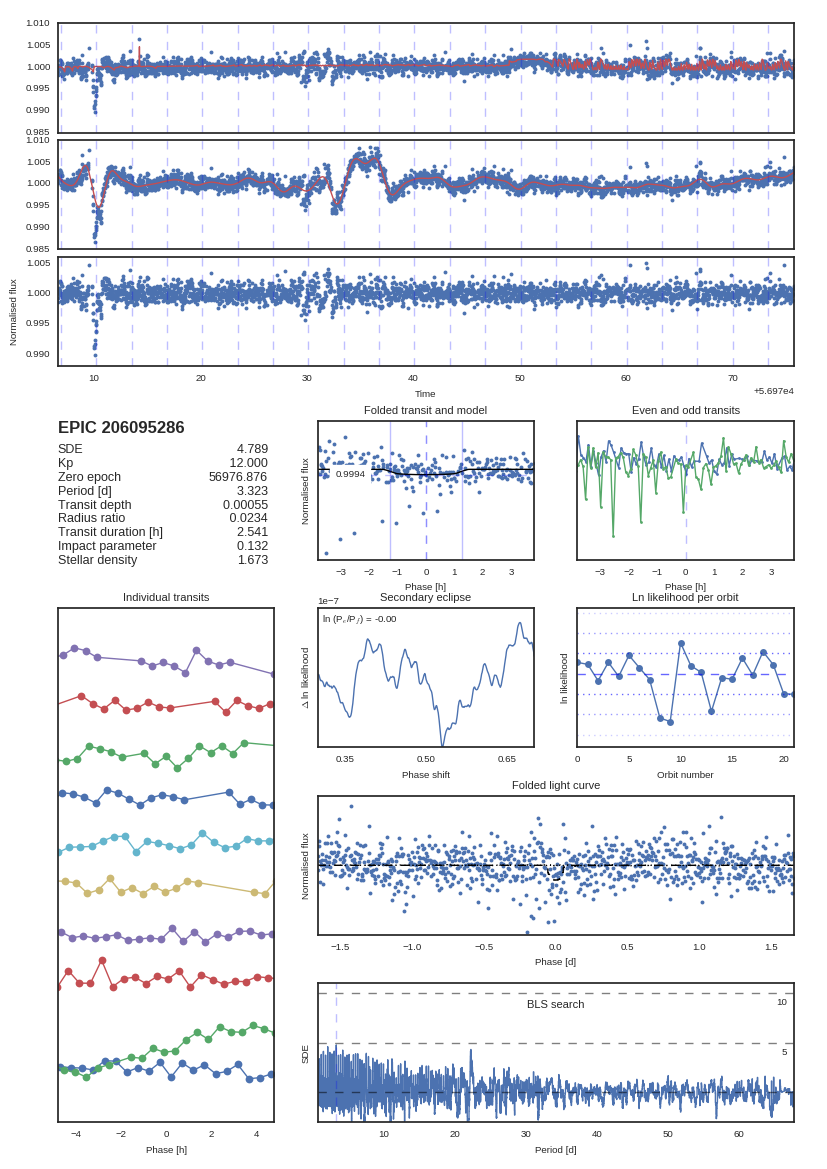 1.010
1.005
1.000
0.995
0.990
0.985
1.010
1.005
1.000
0.995
0.990
0.985
1.005
1.000
0.995
0.990
Normalised flux
10 20 30 40 50 60 70
Time
+5.697e4
EPIC 206095286
SDE 4.789
Kp 12.000
Zero epoch 56976.876
Period [d] 3.323
Transit depth 0.00055
Radius ratio 0.0234
Transit duration [h] 2.541
Impact parameter 0.132
Stellar density 1.673
Folded transit and model
Normalised flux
0.9994
−3 −2 −1 0 1 2 3
Phase [h]
Even and odd transits
−3 −2 −1 0 1 2 3
Phase [h]
Individual transits
−4 −2 0 2 4
Phase [h]
Secondary eclipse
1e−7
ln (Pₑ/P𝑓) = -0.00
Δ ln likelihood
0.35 0.50 0.65
Phase shift
Ln likelihood per orbit
ln likelihood
0 5 10 15 20
Orbit number
Folded light curve
Normalised flux
−1.5 −1.0 −0.5 0.0 0.5 1.0 1.5
Phase [d]
BLS search
10
5
SDE
10 20 30 40 50 60
Period [d]